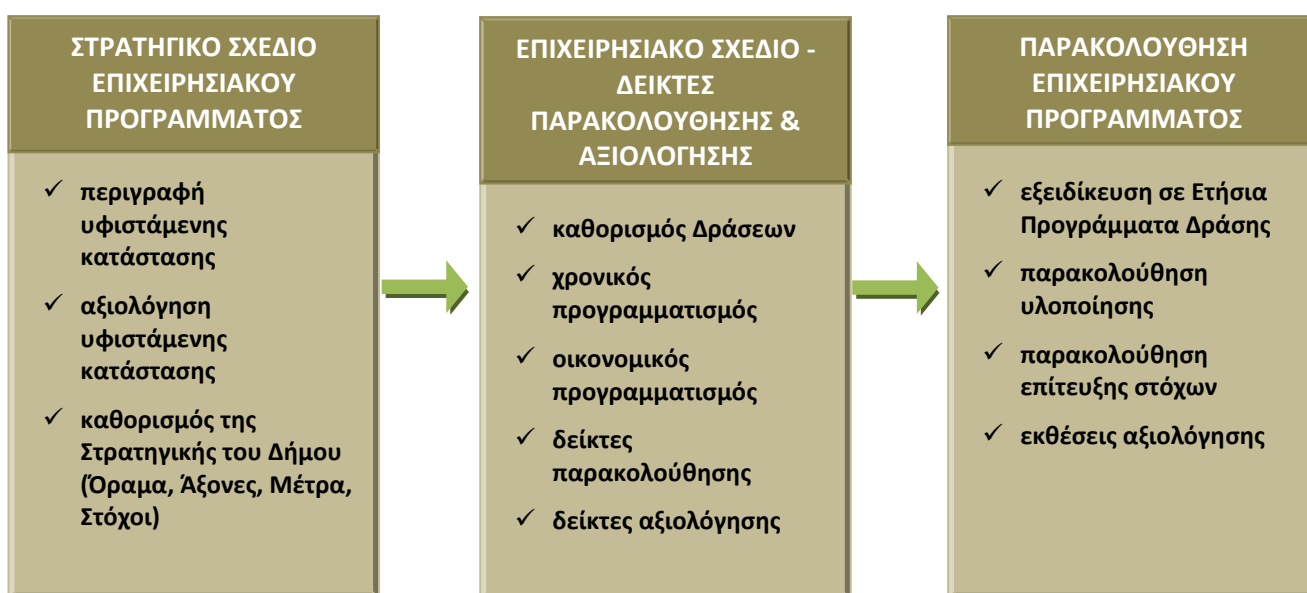 ΣΤΡΑΤΗΓΙΚΟ ΣΧΕΔΙΟ
ΕΠΙΧΕΙΡΗΣΙΑΚΟΥ
ΠΡΟΓΡΑΜΜΑΤΟΣ
✓ περιγραφή
υφιστάμενης
κατάστασης
✓ αξιολόγηση
υφιστάμενης
κατάστασης
✓ καθορισμός της
Στρατηγικής του Δήμου
(Όραμα, Άξονες, Μέτρα,
Στόχοι)
ΕΠΙΧΕΙΡΗΣΙΑΚΟ ΣΧΕΔΙΟ -
ΔΕΙΚΤΕΣ
ΠΑΡΑΚΟΛΟΥΘΗΣΗΣ &
ΑΞΙΟΛΟΓΗΣΗΣ
✓ καθορισμός Δράσεων
✓ χρονικός
προγραμματισμός
✓ οικονομικός
προγραμματισμός
✓ δείκτες
παρακολούθησης
✓ δείκτες αξιολόγησης
ΠΑΡΑΚΟΛΟΥΘΗΣΗ
ΕΠΙΧΕΙΡΗΣΙΑΚΟΥ
ΠΡΟΓΡΑΜΜΑΤΟΣ
✓ εξειδίκευση σε Ετήσια
Προγράμματα Δράσης
✓ παρακολούθηση
υλοποίησης
✓ παρακολούθηση
επίτευξης στόχων
✓ εκθέσεις αξιολόγησης